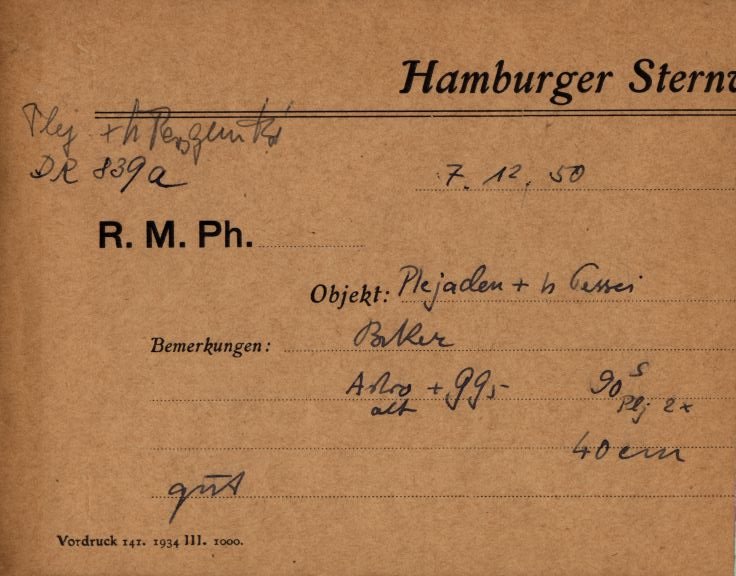 Hamburger Sternw
Plej + h Pers
DR 839a
7. 12. 50
R. M. Ph.
Objekt: Plejaden + h Persei
Bemerkungen:
Astro + GG5 90s
alt Plej 2x
40 cm
gut
Vordruck 141. 1934 III. 1000.